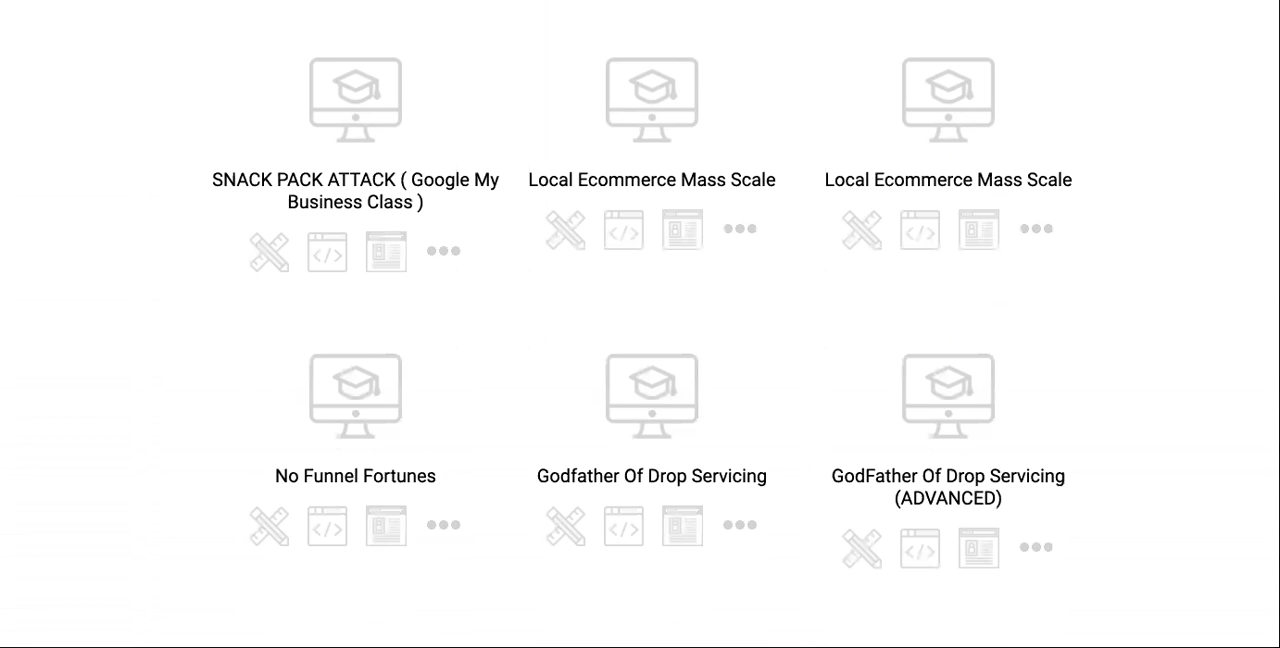 SNACK PACK ATTACK ( Google My
Business Class )
Local Ecommerce Mass Scale
Local Ecommerce Mass Scale
No Funnel Fortunes
Godfather Of Drop Servicing
GodFather Of Drop Servicing
(ADVANCED)